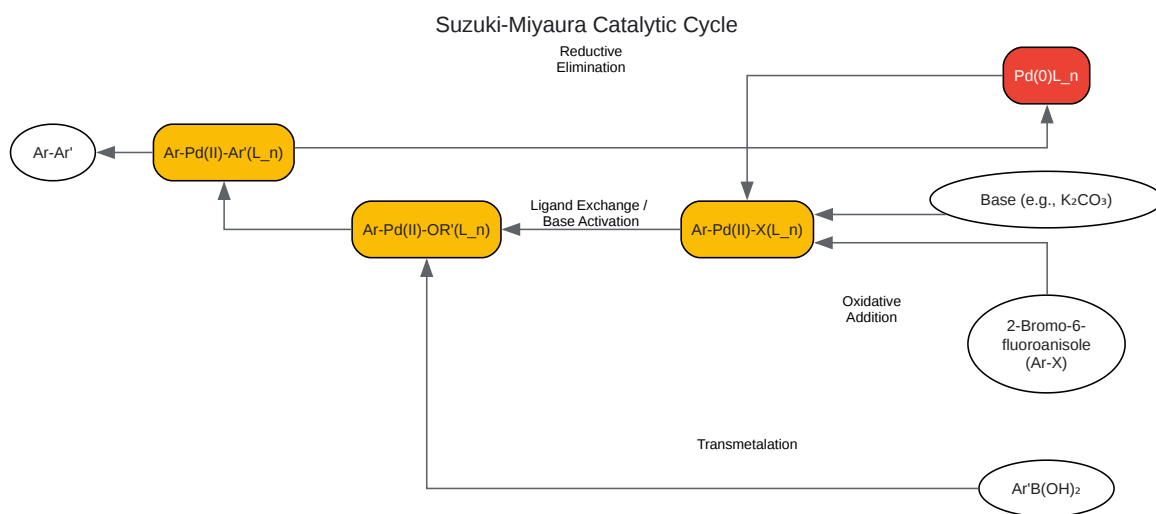 Suzuki-Miyaura Catalytic Cycle
Reductive
Elimination
Pd(0)L_n
Ar-Ar'
Ar-Pd(II)-Ar'(L_n)
Base (e.g., K₂CO₃)
Ligand Exchange /
Base Activation
Ar-Pd(II)-OR'(L_n)
Ar-Pd(II)-X(L_n)
Oxidative
Addition
2-Bromo-6-
fluoroanisole
(Ar-X)
Transmetalation
Ar'B(OH)₂